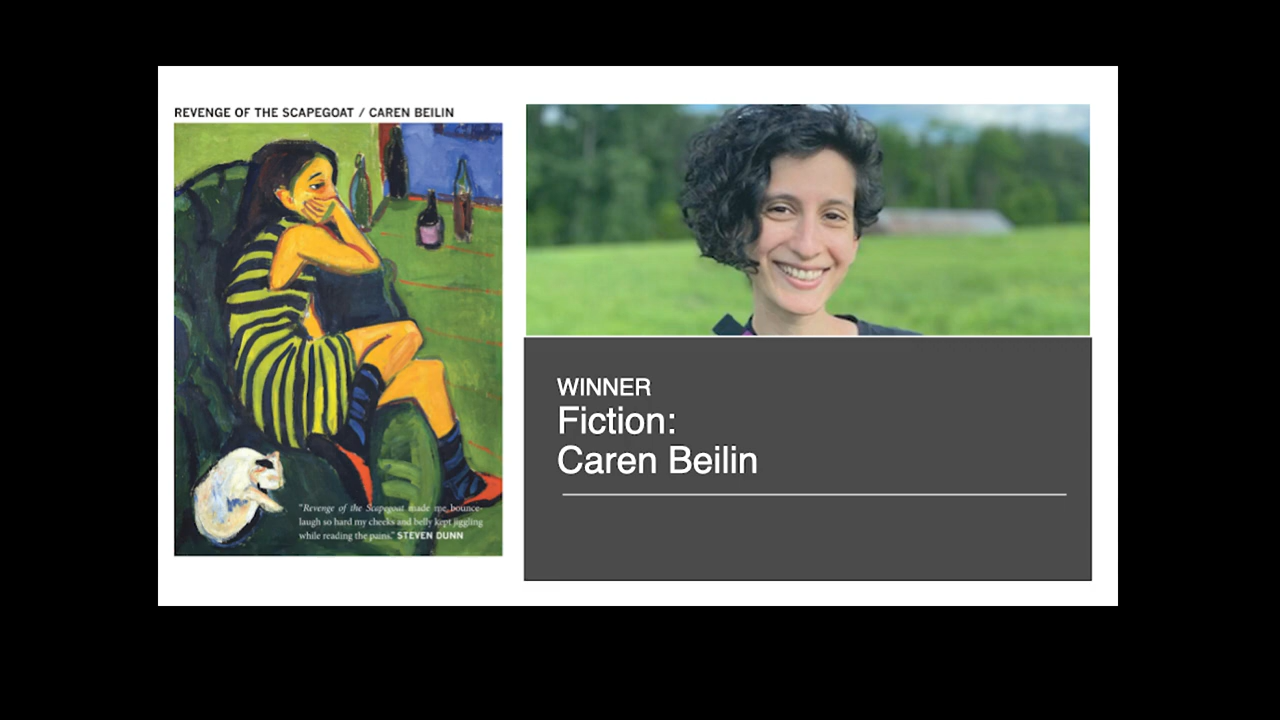 REVENGE OF THE SCAPEGOAT / CAREN BEILIN
"Revenge of the Scapegoat made me bounce-
laugh so hard my cheeks and belly kept jiggling
while reading the pains." STEVEN DUNN
WINNER
Fiction:
Caren Beilin